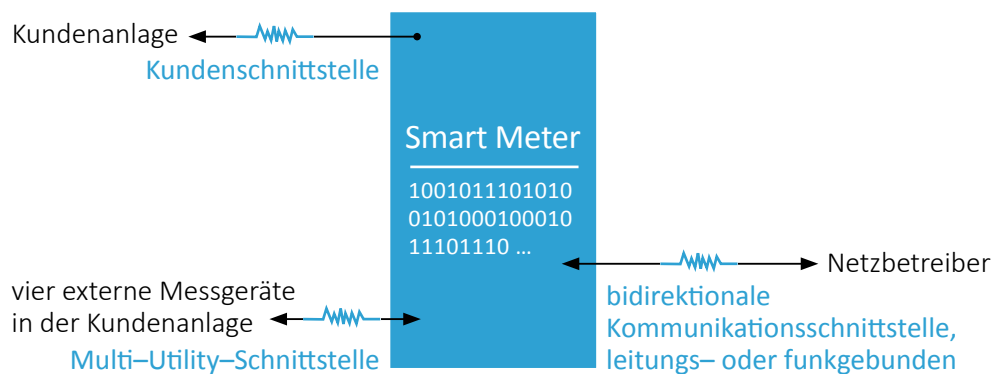 Kundenanlage
Kundenschnittstelle
Smart Meter
1001011101010
0101000100010
11101110 ...
Netzbetreiber
bidirektionale
Kommunikationsschnittstelle,
leitungs– oder funkgebunden
vier externe Messgeräte
in der Kundenanlage
Multi–Utility–Schnittstelle